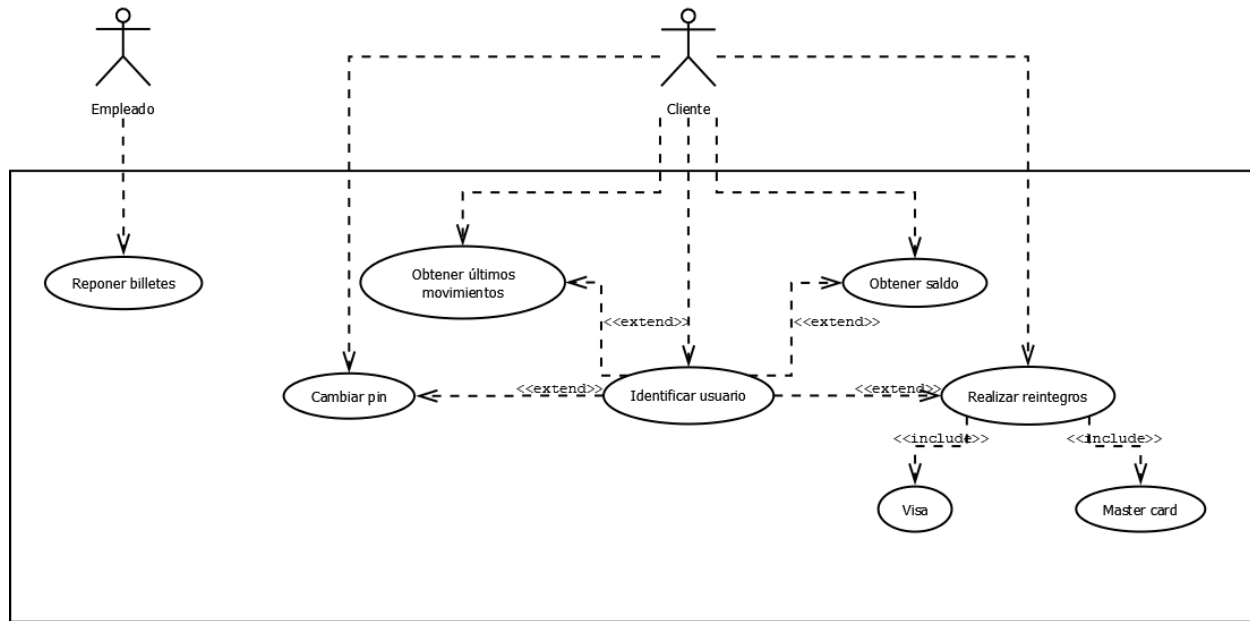 Empleado
Cliente
Reponer billetes
Obtener últimos
movimientos
Obtener saldo
<<extend>>
<<extend>>
Cambiar pin
<<extend>>
Identificar usuario
<<extend>>
Realizar reintegros
<<include>>
<<include>>
Visa
Master card